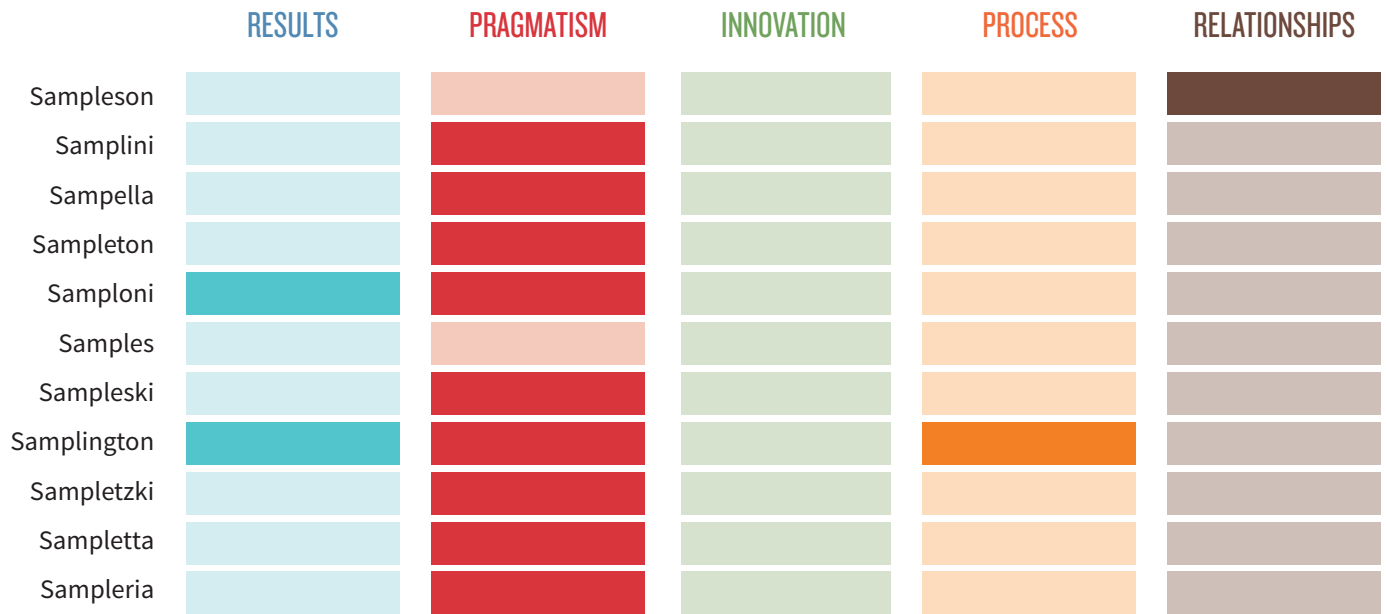 RESULTS PRAGMATISM INNOVATION PROCESS RELATIONSHIPS
Sampleson
Samplini
Sampella
Sampleton
Samploni
Samples
Sampleski
Samplington
Sampletzki
Sampletta
Sampleria